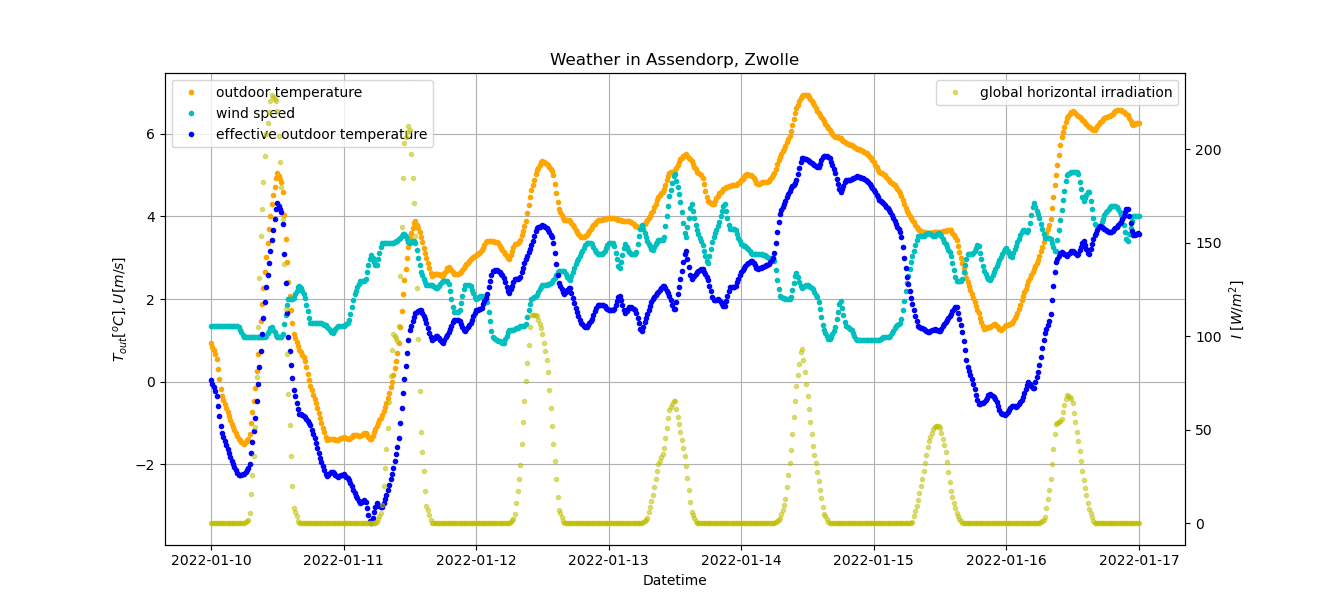 Weather in Assendorp, Zwolle
outdoor temperature
wind speed
effective outdoor temperature
global horizontal irradiation
6
4
2
0
−2
200
150
100
50
0
T_out [°C], U [m/s]
I [W/m²]
2022-01-10 2022-01-11 2022-01-12 2022-01-13 2022-01-14 2022-01-15 2022-01-16 2022-01-17
Datetime